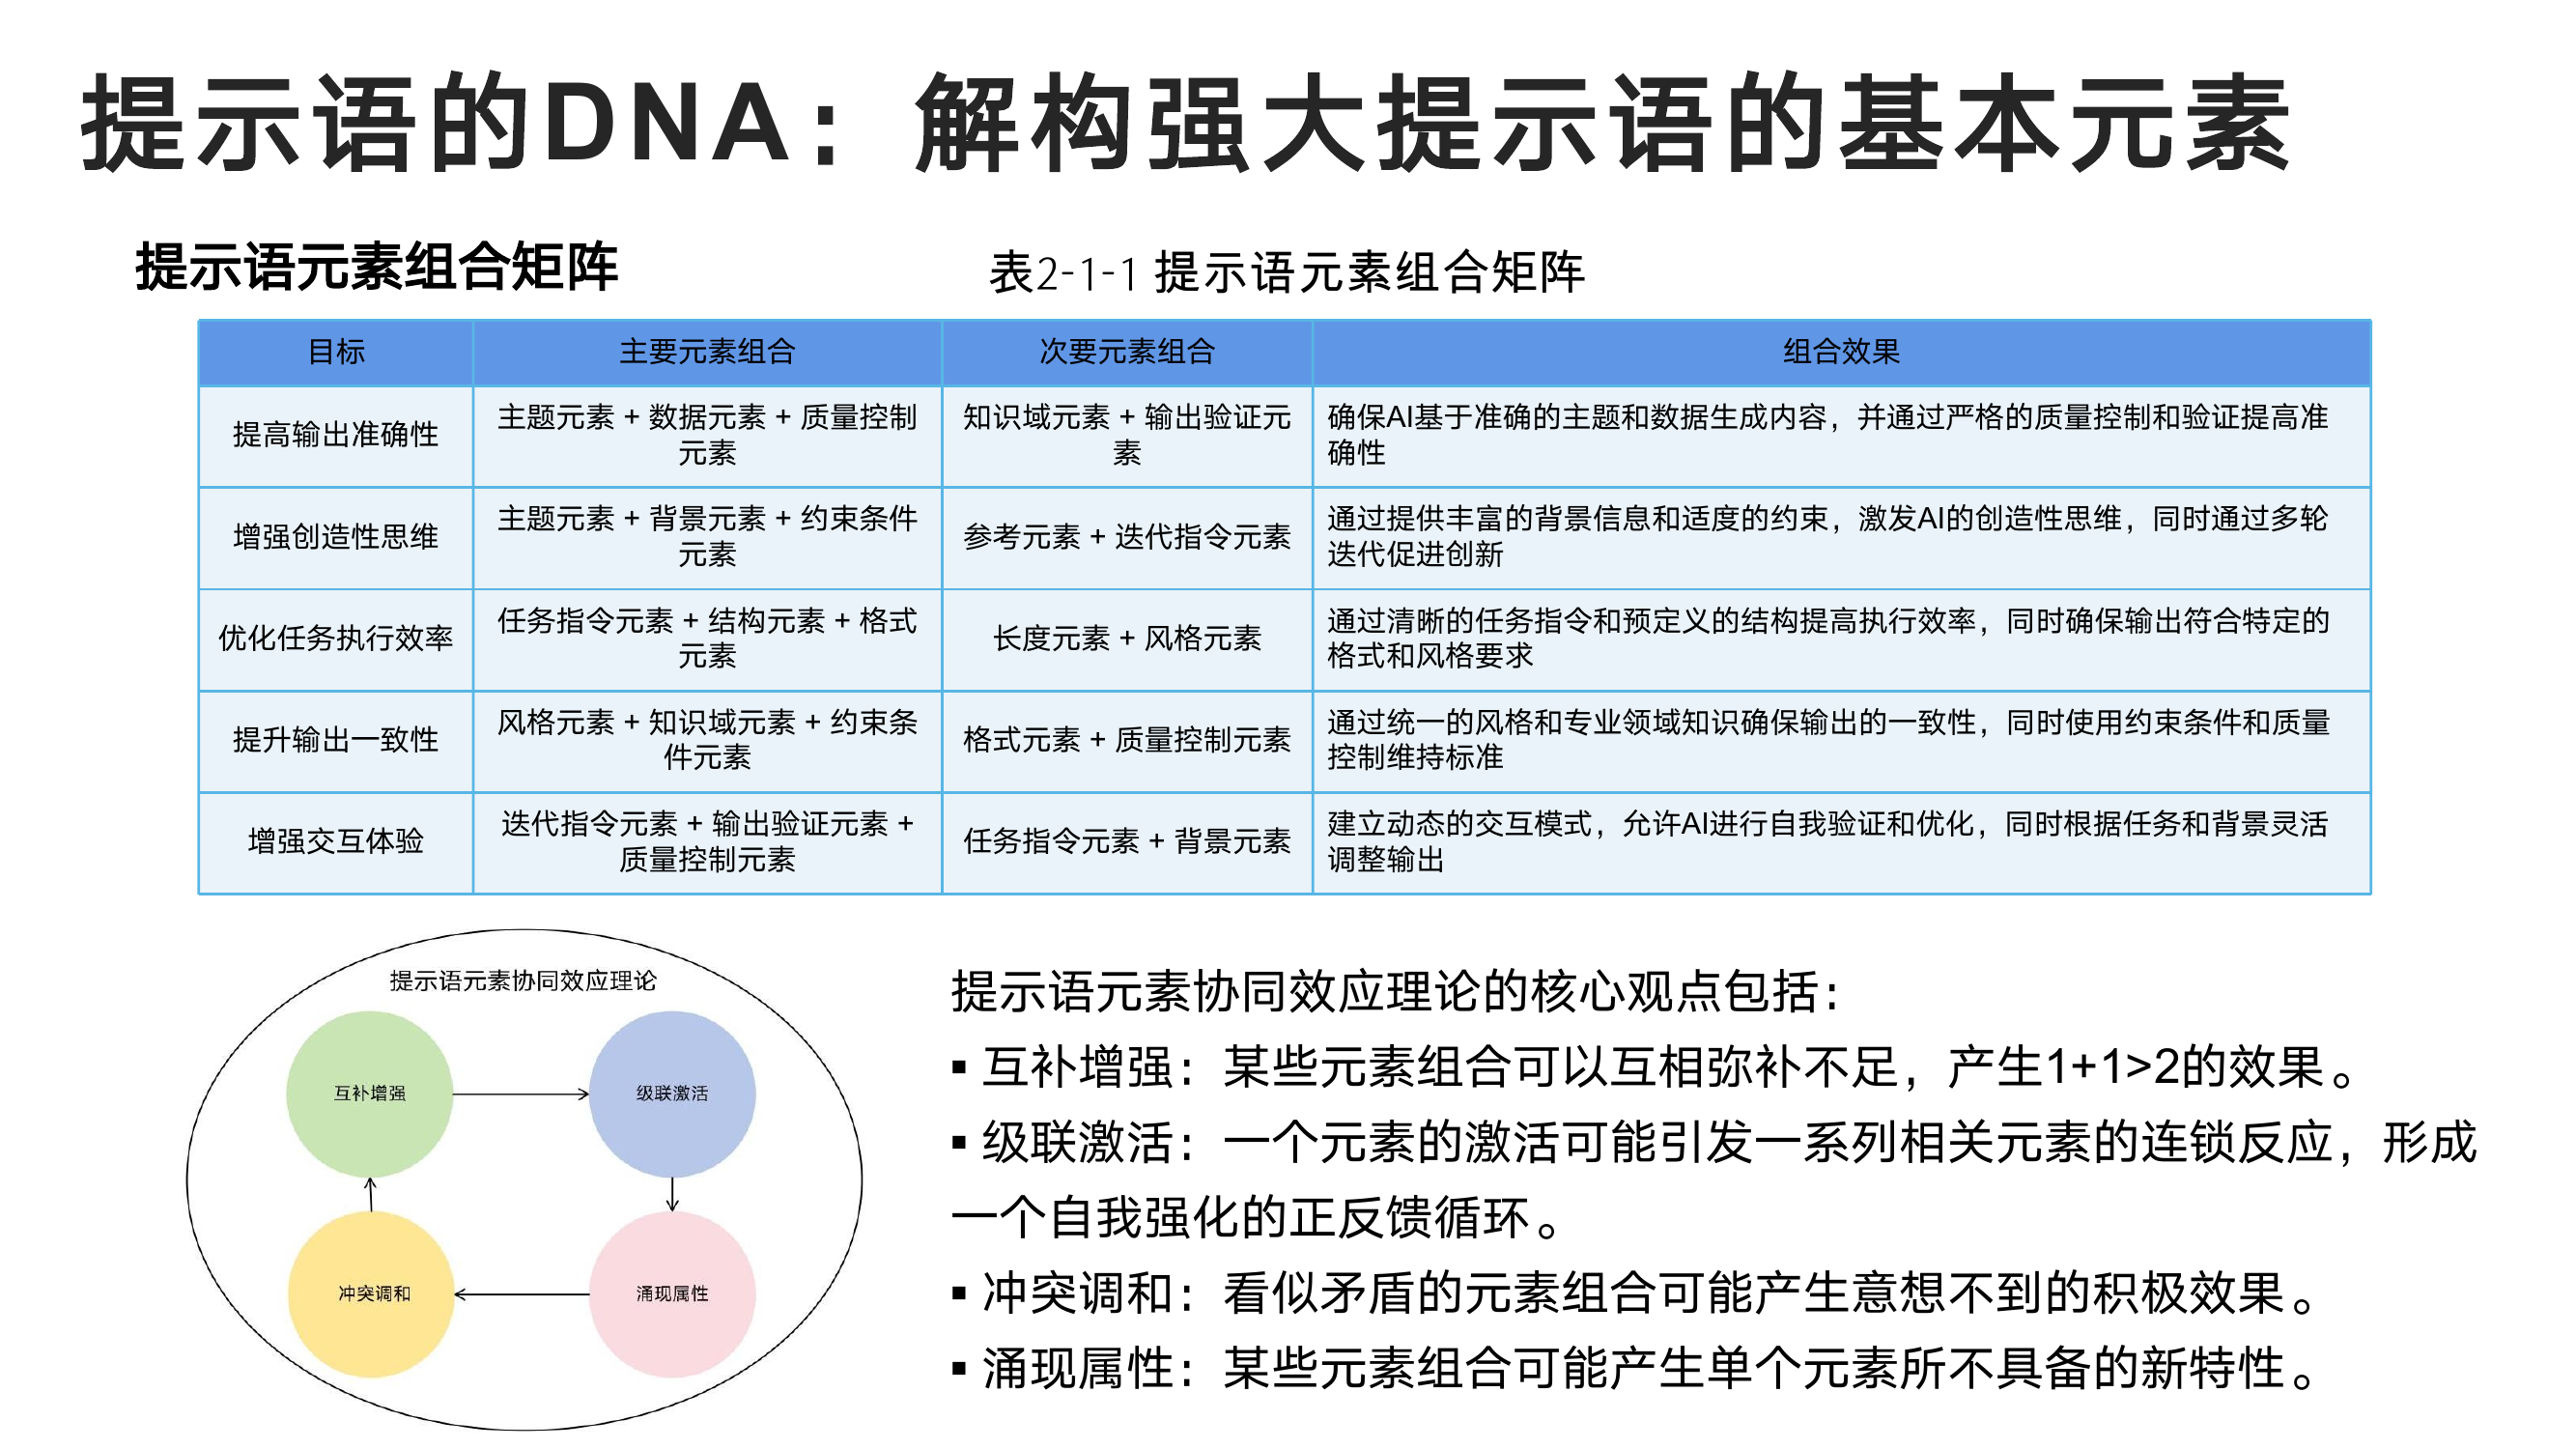 提示语的DNA：解构强大提示语的基本元素
提示语元素组合矩阵
表2-1-1 提示语元素组合矩阵
目标
主要元素组合
次要元素组合
组合效果
提高输出准确性
主题元素 + 数据元素 + 质量控制
元素
知识域元素 + 输出验证元
素
确保AI基于准确的主题和数据生成内容，并通过严格的质量控制和验证提高准
确性
增强创造性思维
主题元素 + 背景元素 + 约束条件
元素
参考元素 + 迭代指令元素
通过提供丰富的背景信息和适度的约束，激发AI的创造性思维，同时通过多轮
迭代促进创新
优化任务执行效率
任务指令元素 + 结构元素 + 格式
元素
长度元素 + 风格元素
通过清晰的任务指令和预定义的结构提高执行效率，同时确保输出符合特定的
格式和风格要求
提升输出一致性
风格元素 + 知识域元素 + 约束条
件元素
格式元素 + 质量控制元素
通过统一的风格和专业领域知识确保输出的一致性，同时使用约束条件和质量
控制维持标准
增强交互体验
迭代指令元素 + 输出验证元素 +
质量控制元素
任务指令元素 + 背景元素
建立动态的交互模式，允许AI进行自我验证和优化，同时根据任务和背景灵活
调整输出
提示语元素协同效应理论
互补增强
级联激活
冲突调和
涌现属性
提示语元素协同效应理论的核心观点包括：
▪ 互补增强：某些元素组合可以互相弥补不足，产生1+1>2的效果。
▪ 级联激活：一个元素的激活可能引发一系列相关元素的连锁反应，形成
一个自我强化的正反馈循环。
▪ 冲突调和：看似矛盾的元素组合可能产生意想不到的积极效果。
▪ 涌现属性：某些元素组合可能产生单个元素所不具备的新特性。